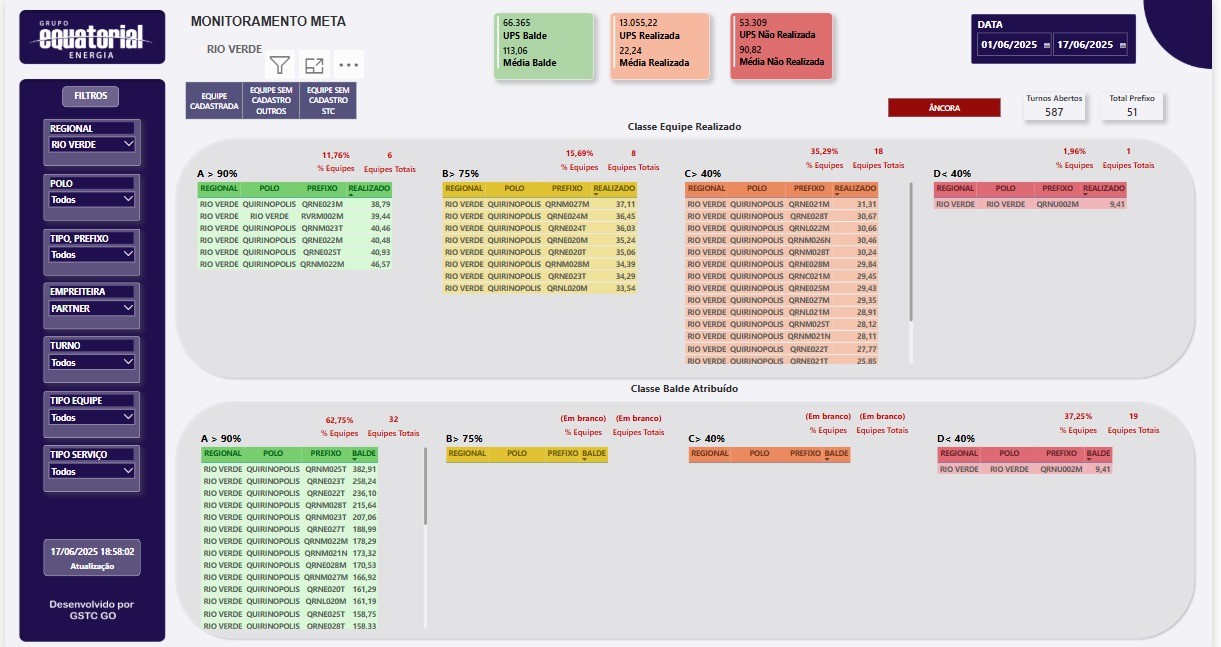 GRUPO
equatorial
ENERGIA
MONITORAMENTO META
RIO VERDE
66.365
UPS Balde
113,06
Média Balde
13.055,22
UPS Realizada
22,24
Média Realizada
53.309
UPS Não Realizada
90,82
Média Não Realizada
DATA
01/06/2025 17/06/2025
FILTROS
REGIONAL
RIO VERDE
POLO
Todos
TIPO, PREFIXO
Todos
EMPREITEIRA
PARTNER
TURNO
Todos
TIPO EQUIPE
Todos
TIPO SERVIÇO
Todos
17/06/2025 18:58:02
Atualização
Desenvolvido por
GSTC GO
EQUIPE
CADASTRADA
EQUIPE SEM
CADASTRO
OUTROS
EQUIPE SEM
CADASTRO
STC
ÂNCORA
Turnos Abertos
587
Total Prefixo
51
Classe Equipe Realizado
11,76% 6
% Equipes Equipes Totais
A > 90%
REGIONAL POLO PREFIXO REALIZADO
RIO VERDE QUIRINOPOLIS QRNE023M 38,79
RIO VERDE RIO VERDE RVRM002M 39,44
RIO VERDE QUIRINOPOLIS QRNM023T 40,46
RIO VERDE QUIRINOPOLIS QRNE022M 40,48
RIO VERDE QUIRINOPOLIS QRNE025T 40,93
RIO VERDE QUIRINOPOLIS QRNM022M 46,57
15,69% 8
% Equipes Equipes Totais
B> 75%
REGIONAL POLO PREFIXO REALIZADO
RIO VERDE QUIRINOPOLIS QRNM027M 37,11
RIO VERDE QUIRINOPOLIS QRNE024M 36,45
RIO VERDE QUIRINOPOLIS QRNE024T 36,03
RIO VERDE QUIRINOPOLIS QRNE020M 35,24
RIO VERDE QUIRINOPOLIS QRNE020T 35,06
RIO VERDE QUIRINOPOLIS QRNM028M 34,39
RIO VERDE QUIRINOPOLIS QRNE023T 34,29
RIO VERDE QUIRINOPOLIS QRNL020M 33,54
35,29% 18
% Equipes Equipes Totais
C> 40%
REGIONAL POLO PREFIXO REALIZADO
RIO VERDE QUIRINOPOLIS QRNE021M 31,31
RIO VERDE QUIRINOPOLIS QRNE028T 30,67
RIO VERDE QUIRINOPOLIS QRNL022M 30,66
RIO VERDE QUIRINOPOLIS QRNM026N 30,46
RIO VERDE QUIRINOPOLIS QRNM028T 30,24
RIO VERDE QUIRINOPOLIS QRNE028M 29,84
RIO VERDE QUIRINOPOLIS QRNC021M 29,45
RIO VERDE QUIRINOPOLIS QRNE025M 29,43
RIO VERDE QUIRINOPOLIS QRNE027M 29,35
RIO VERDE QUIRINOPOLIS QRNL021M 28,91
RIO VERDE QUIRINOPOLIS QRNM025T 28,12
RIO VERDE QUIRINOPOLIS QRNM021N 28,11
RIO VERDE QUIRINOPOLIS QRNE022T 27,77
RIO VERDE QUIRINOPOLIS QRNE021T 25,85
1,96% 1
% Equipes Equipes Totais
D< 40%
REGIONAL POLO PREFIXO REALIZADO
RIO VERDE RIO VERDE QRNU002M 9,41
Classe Balde Atribuído
62,75% 32
% Equipes Equipes Totais
A > 90%
REGIONAL POLO PREFIXO BALDE
RIO VERDE QUIRINOPOLIS QRNM025T 382,91
RIO VERDE QUIRINOPOLIS QRNE023T 258,24
RIO VERDE QUIRINOPOLIS QRNE022T 236,10
RIO VERDE QUIRINOPOLIS QRNM028T 215,64
RIO VERDE QUIRINOPOLIS QRNM023T 207,06
RIO VERDE QUIRINOPOLIS QRNE027T 188,99
RIO VERDE QUIRINOPOLIS QRNM022M 178,29
RIO VERDE QUIRINOPOLIS QRNM021N 173,32
RIO VERDE QUIRINOPOLIS QRNE028M 170,53
RIO VERDE QUIRINOPOLIS QRNM027M 166,92
RIO VERDE QUIRINOPOLIS QRNE020T 161,29
RIO VERDE QUIRINOPOLIS QRNL020M 161,19
RIO VERDE QUIRINOPOLIS QRNE025T 158,75
RIO VERDE QUIRINOPOLIS QRNE028T 158,33
(Em branco) (Em branco)
% Equipes Equipes Totais
B> 75%
REGIONAL POLO PREFIXO BALDE
(Em branco) (Em branco)
% Equipes Equipes Totais
C> 40%
REGIONAL POLO PREFIXO BALDE
37,25% 19
% Equipes Equipes Totais
D< 40%
REGIONAL POLO PREFIXO BALDE
RIO VERDE RIO VERDE QRNU002M 9,41